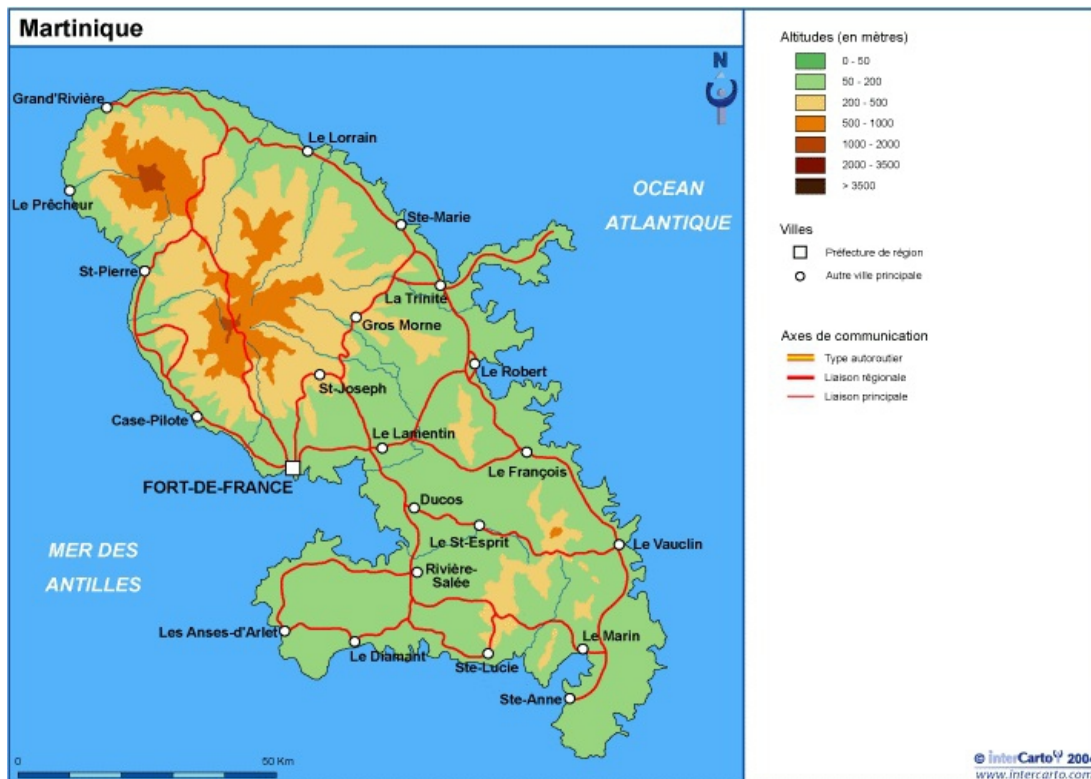 Martinique
N
Grand'Rivière
Le Lorrain
Le Prêcheur
OCEAN
ATLANTIQUE
Ste-Marie
St-Pierre
La Trinité
Gros Morne
Le Robert
St-Joseph
Case-Pilote
Le Lamentin
Le François
FORT-DE-FRANCE
Ducos
Le St-Esprit
Le Vauclin
MER DES
ANTILLES
Rivière-
Salée
Les Anses-d'Arlet
Le Diamant
Le Marin
Ste-Lucie
Ste-Anne
0
50 Km
Altitudes (en mètres)
0 - 50
50 - 200
200 - 500
500 - 1000
1000 - 2000
2000 - 3500
> 3500
Villes
Préfecture de région
Autre ville principale
Axes de communication
Type autoroutier
Liaison régionale
Liaison principale
© interCarto 200
www.intercarto.com